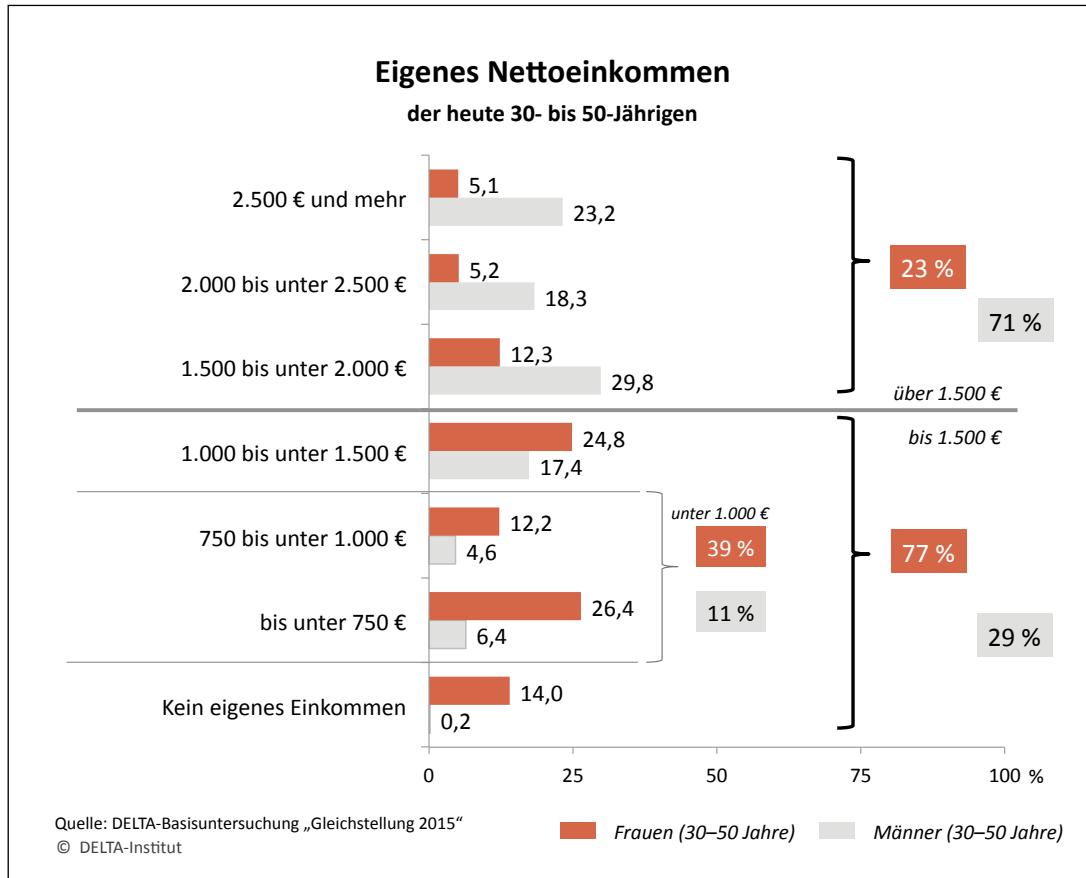 Eigenes Nettoeinkommen
der heute 30- bis 50-Jährigen
2.500 € und mehr
5,1
23,2
2.000 bis unter 2.500 €
5,2
18,3
1.500 bis unter 2.000 €
12,3
29,8
23 %
71 %
über 1.500 €
bis 1.500 €
1.000 bis unter 1.500 €
24,8
17,4
750 bis unter 1.000 €
12,2
4,6
bis unter 750 €
26,4
6,4
unter 1.000 €
39 %
11 %
77 %
29 %
Kein eigenes Einkommen
14,0
0,2
0 25 50 75 100 %
Quelle: DELTA-Basisuntersuchung „Gleichstellung 2015“
© DELTA-Institut
Frauen (30–50 Jahre) Männer (30–50 Jahre)